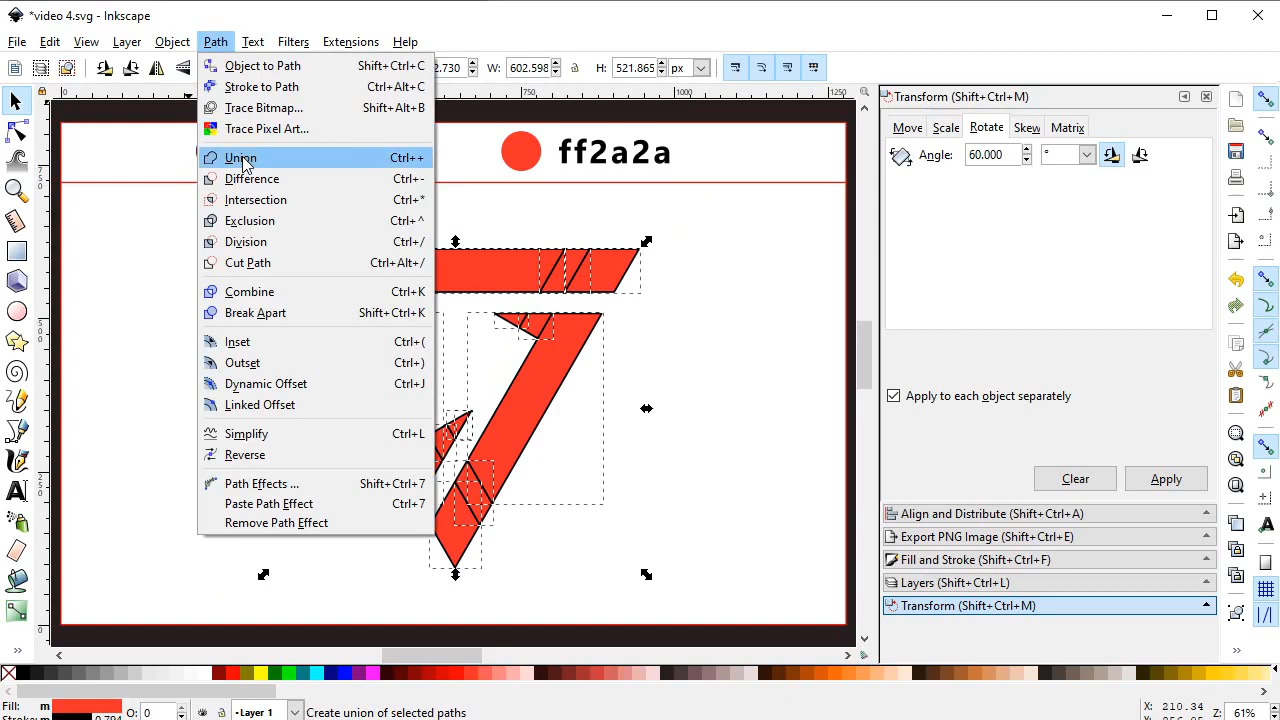 *video 4.svg - Inkscape
File Edit View Layer Object Path Text Filters Extensions Help
2.730 W: 602.598 H: 521.865 px
Object to Path Shift+Ctrl+C
Stroke to Path Ctrl+Alt+C
Trace Bitmap... Shift+Alt+B
Trace Pixel Art...
Union Ctrl++
Difference Ctrl+-
Intersection Ctrl+*
Exclusion Ctrl+^
Division Ctrl+/
Cut Path Ctrl+Alt+/
Combine Ctrl+K
Break Apart Shift+Ctrl+K
Inset Ctrl+(
Outset Ctrl+)
Dynamic Offset Ctrl+J
Linked Offset
Simplify Ctrl+L
Reverse
Path Effects ... Shift+Ctrl+7
Paste Path Effect Ctrl+7
Remove Path Effect
0 750 1000
ff2a2a
Transform (Shift+Ctrl+M)
Move Scale Rotate Skew Matrix
Angle: 60.000 °
Apply to each object separately
Clear Apply
Align and Distribute (Shift+Ctrl+A)
Export PNG Image (Shift+Ctrl+E)
Fill and Stroke (Shift+Ctrl+F)
Layers (Shift+Ctrl+L)
Transform (Shift+Ctrl+M)
Fill: m O: 0 Layer 1 Create union of selected paths X: 210.34 Z: 61%
0.794